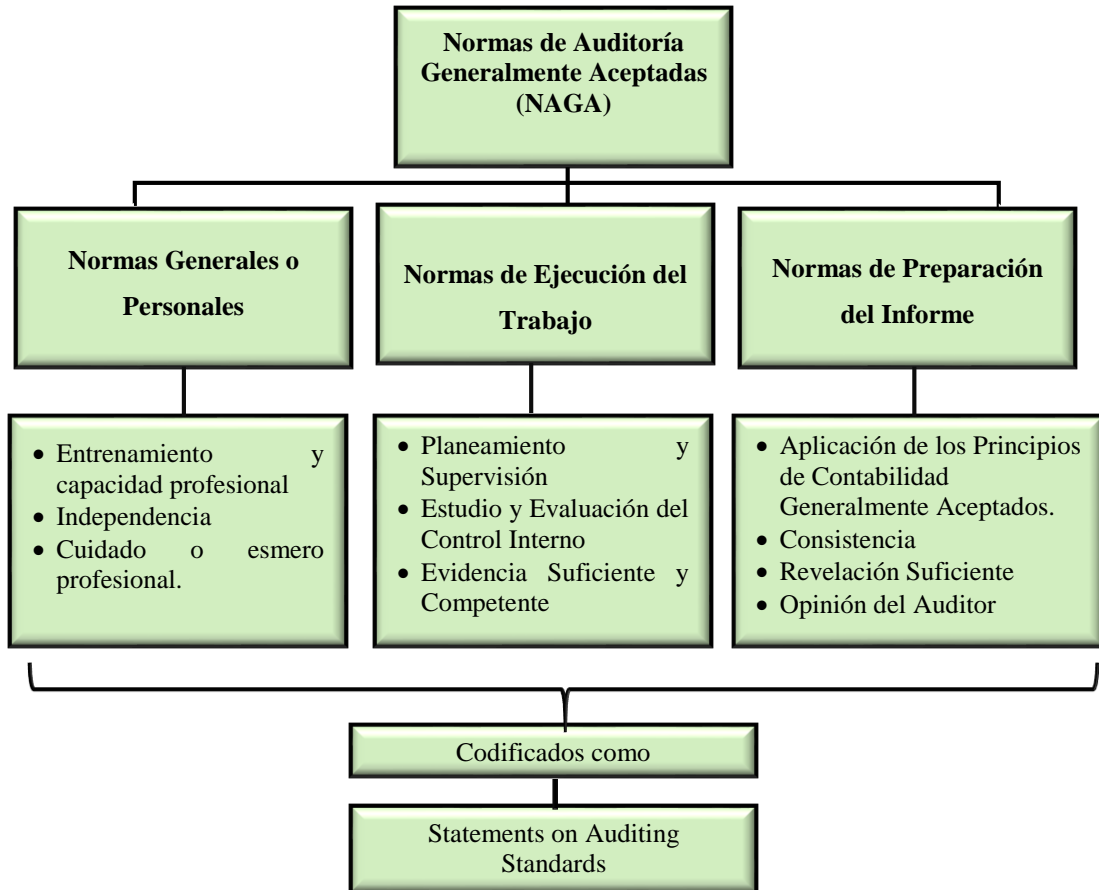 Normas de Auditoría
Generalmente Aceptadas
(NAGA)
Normas Generales o
Personales
Normas de Ejecución del
Trabajo
Normas de Preparación
del Informe
• Entrenamiento y
capacidad profesional
• Independencia
• Cuidado o esmero
profesional.
• Planeamiento y
Supervisión
• Estudio y Evaluación del
Control Interno
• Evidencia Suficiente y
Competente
• Aplicación de los Principios
de Contabilidad
Generalmente Aceptados.
• Consistencia
• Revelación Suficiente
• Opinión del Auditor
Codificados como
Statements on Auditing
Standards